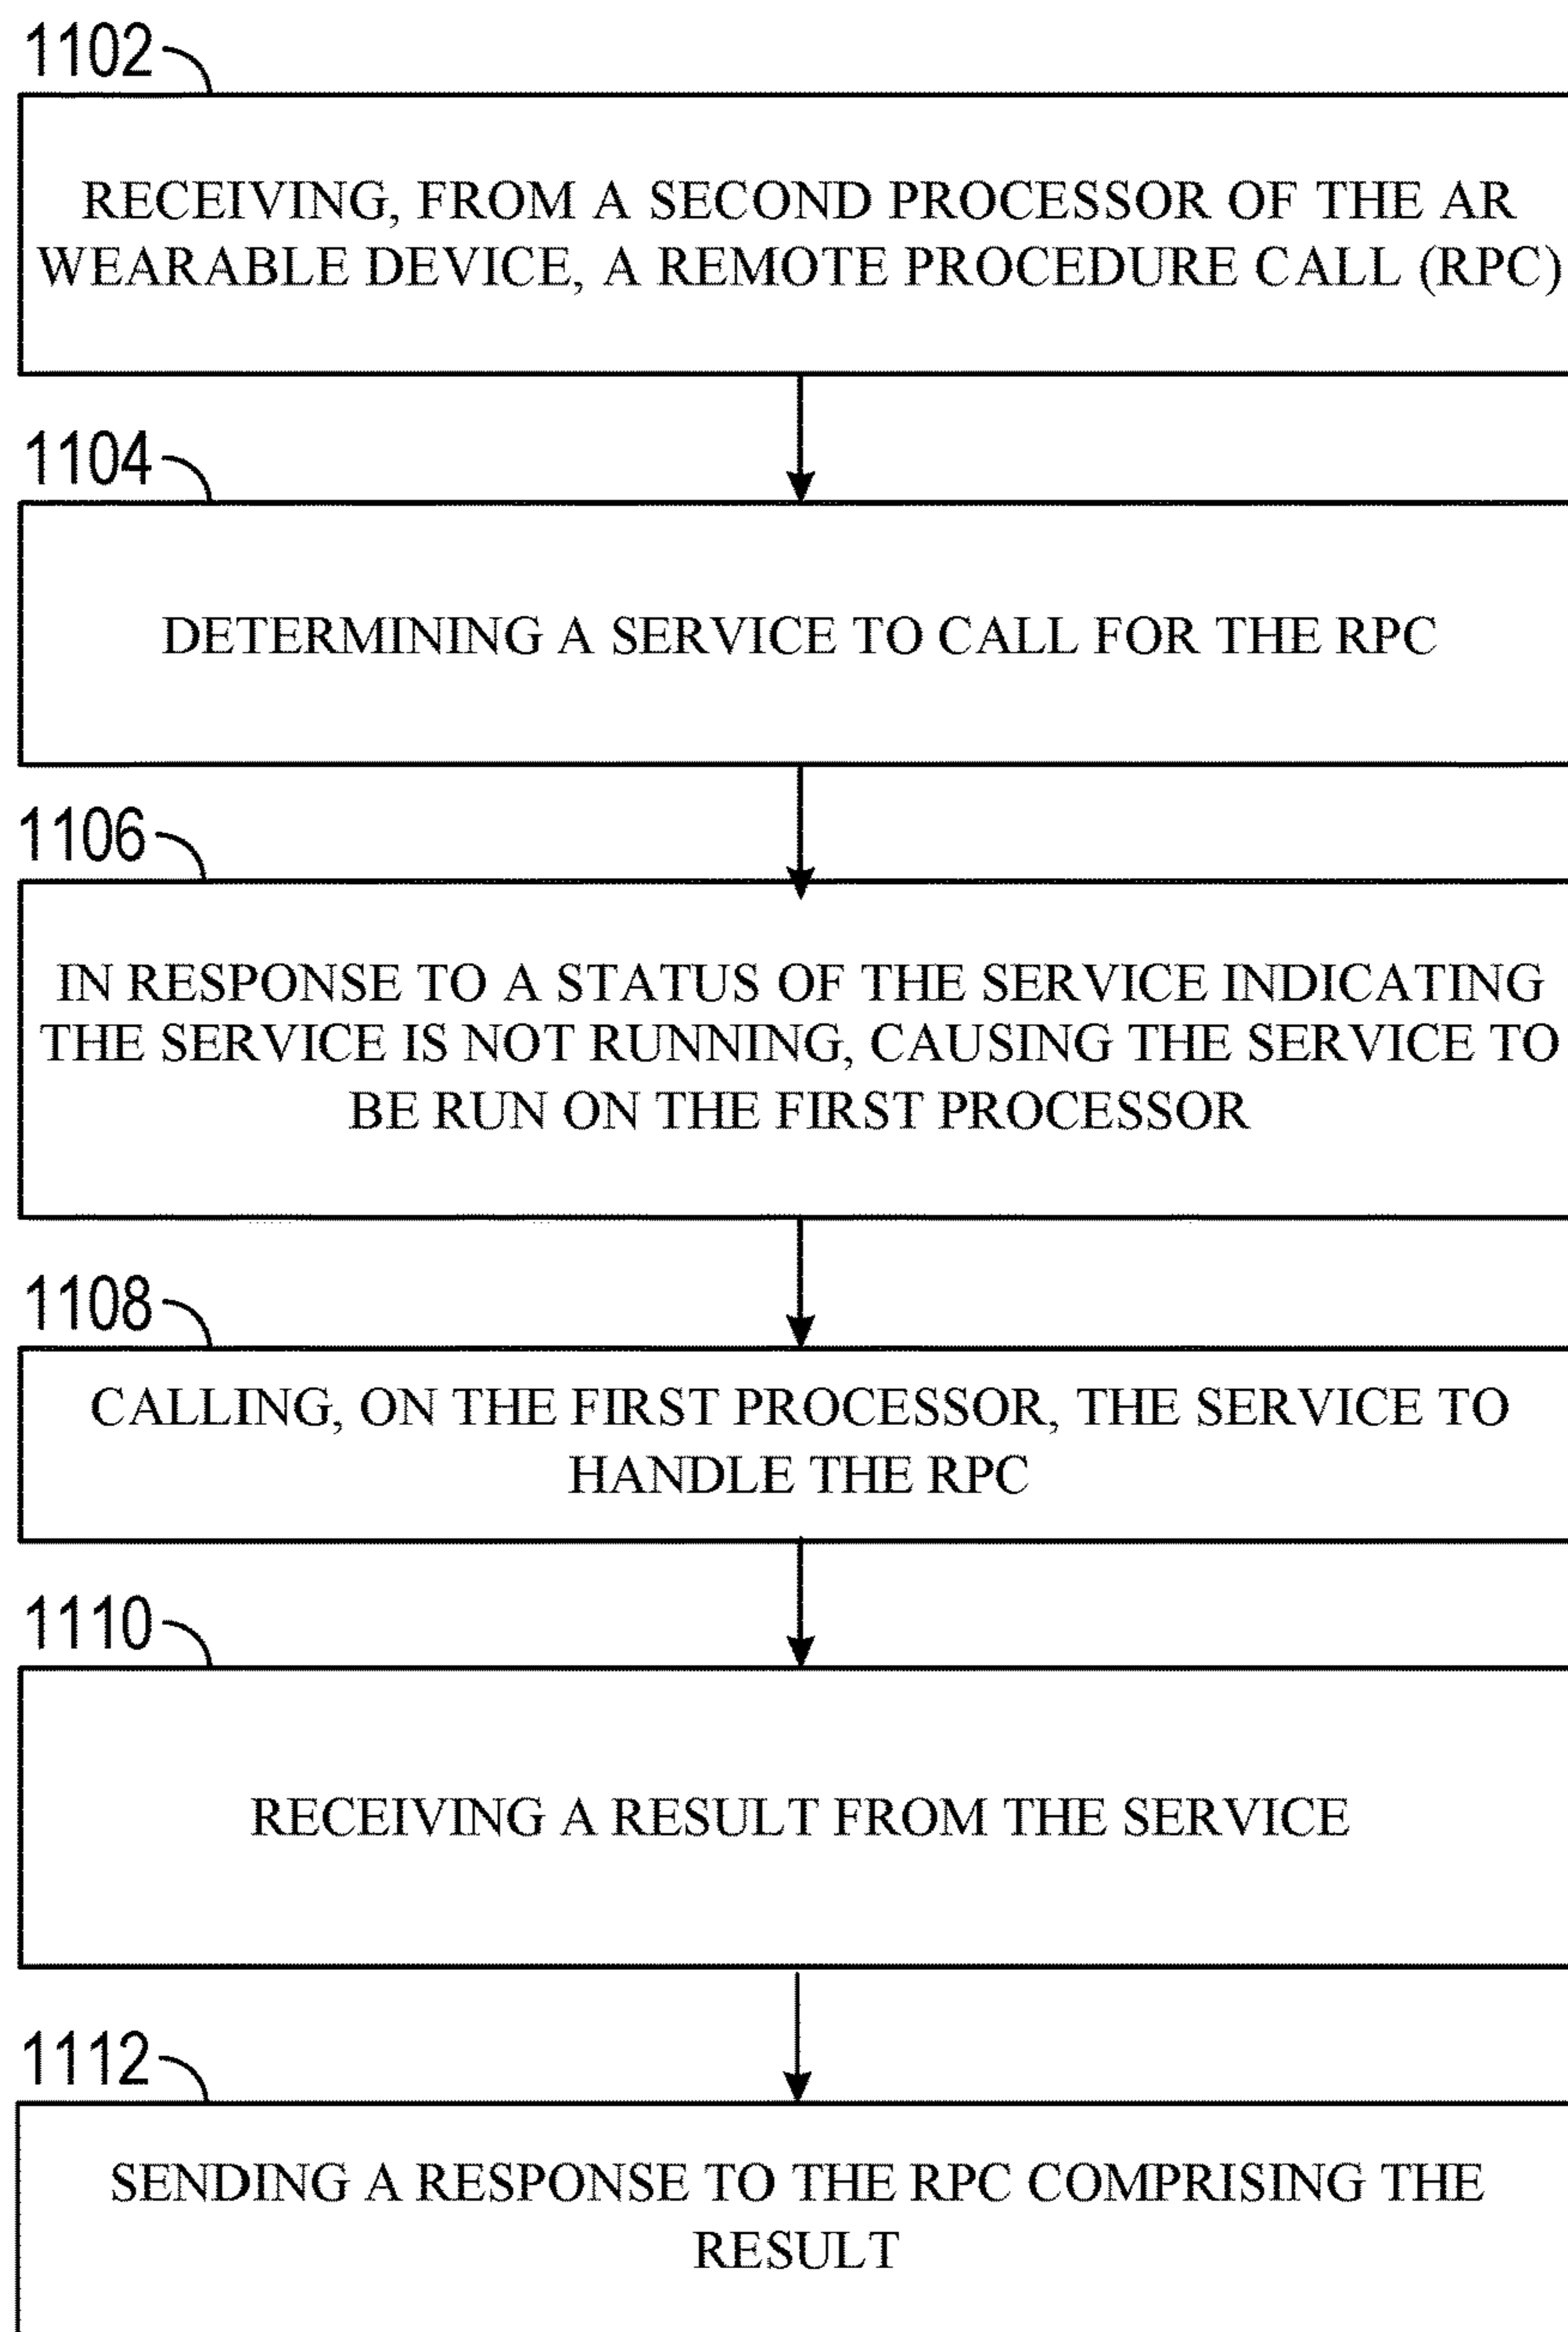 1102
RECEIVING, FROM A SECOND PROCESSOR OF THE AR
WEARABLE DEVICE, A REMOTE PROCEDURE CALL (RPC)
1104
DETERMINING A SERVICE TO CALL FOR THE RPC
1106
IN RESPONSE TO A STATUS OF THE SERVICE INDICATING
THE SERVICE IS NOT RUNNING, CAUSING THE SERVICE TO
BE RUN ON THE FIRST PROCESSOR
1108
CALLING, ON THE FIRST PROCESSOR, THE SERVICE TO
HANDLE THE RPC
1110
RECEIVING A RESULT FROM THE SERVICE
1112
SENDING A RESPONSE TO THE RPC COMPRISING THE
RESULT